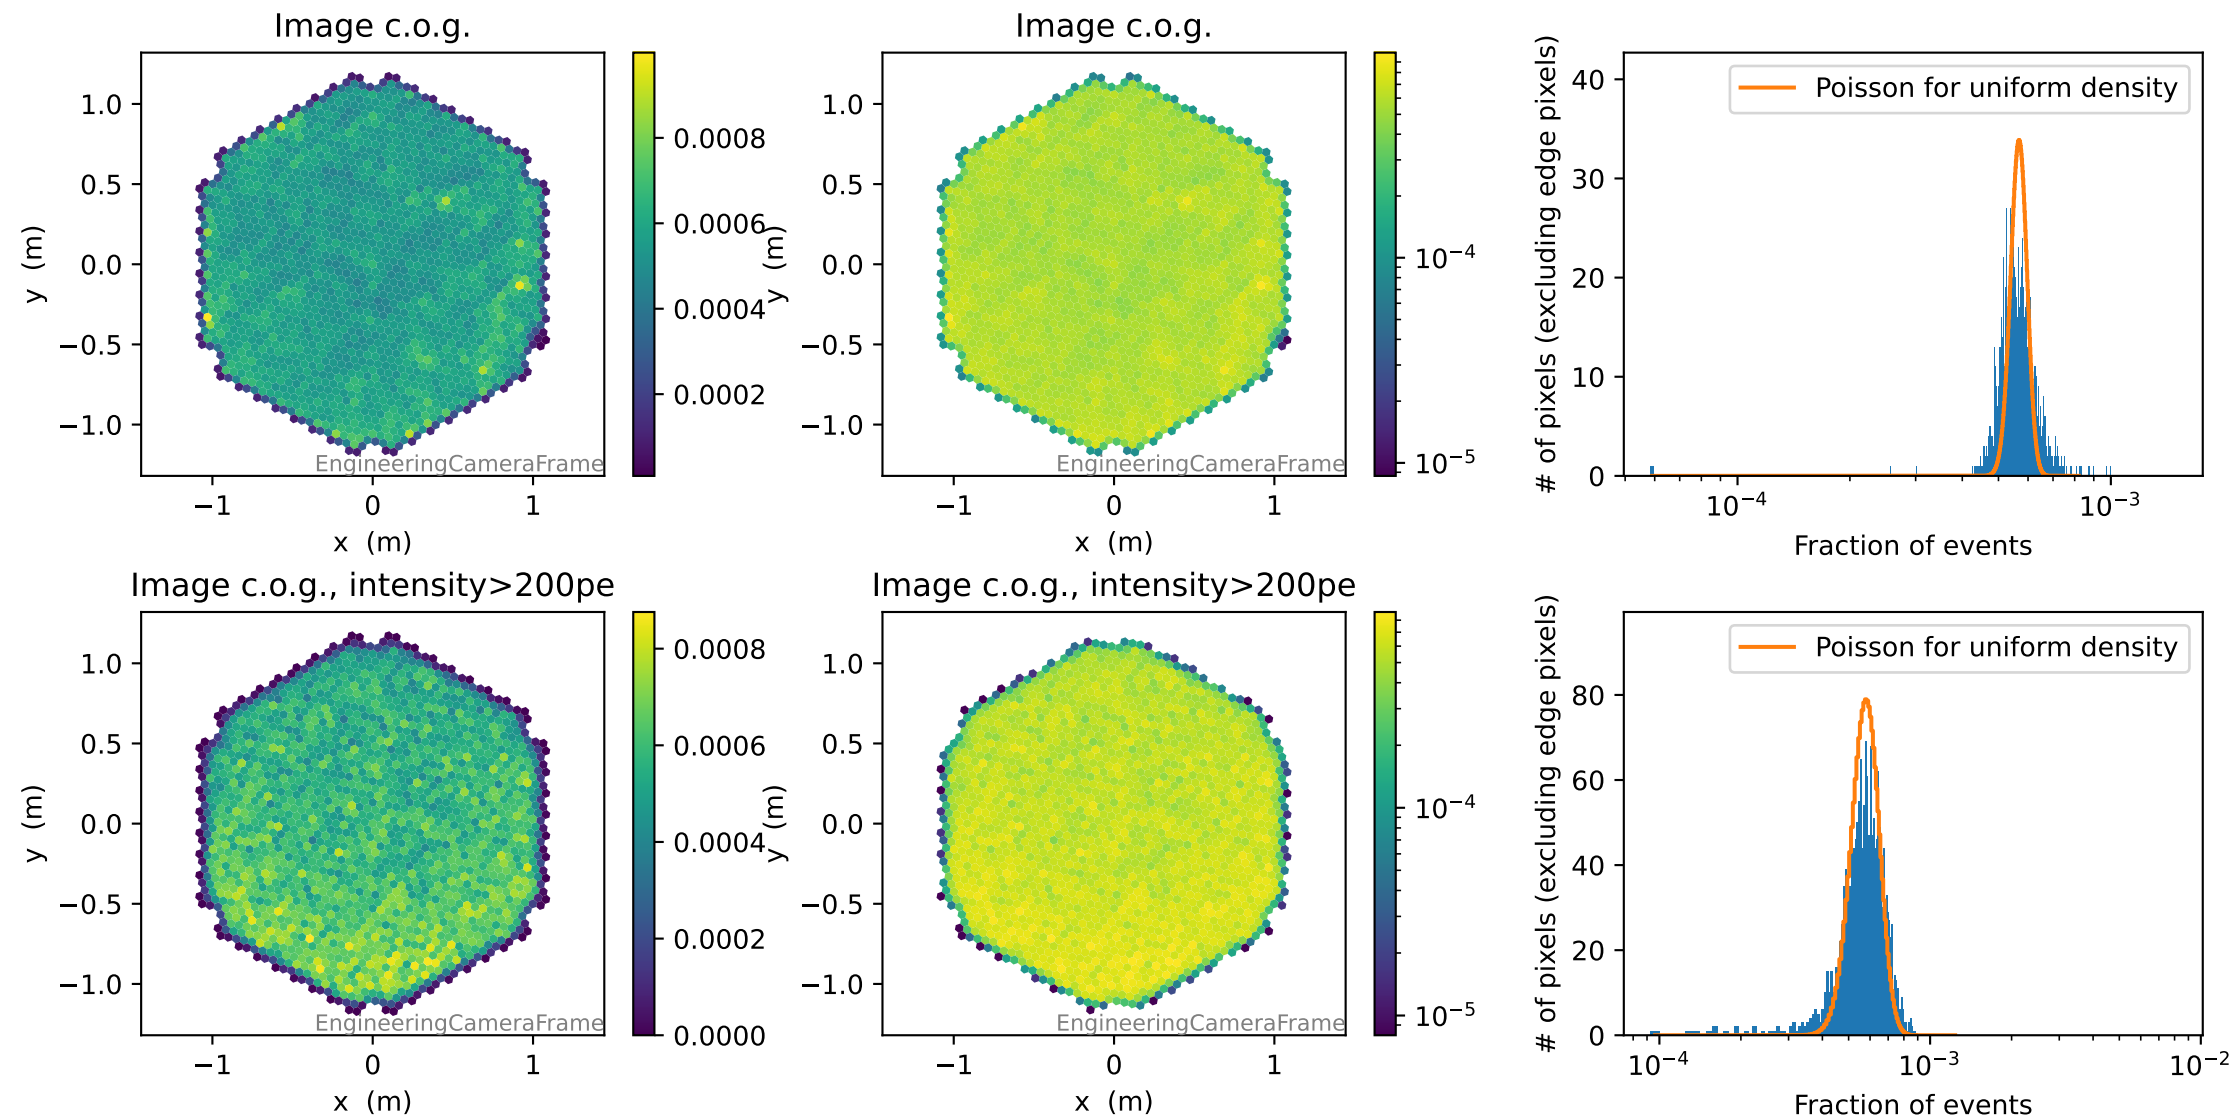 Image c.o.g.
y (m)
1.0
0.5
0.0
−0.5
−1.0
−1 0 1
x (m)
EngineeringCameraFrame
0.0008
0.0006
0.0004
0.0002
Image c.o.g.
y (m)
1.0
0.5
0.0
−0.5
−1.0
−1 0 1
x (m)
EngineeringCameraFrame
10−4
10−5
# of pixels (excluding edge pixels)
40
30
20
10
0
Poisson for uniform density
10−4 10−3
Fraction of events
Image c.o.g., intensity>200pe
y (m)
1.0
0.5
0.0
−0.5
−1.0
−1 0 1
x (m)
EngineeringCameraFrame
0.0008
0.0006
0.0004
0.0002
0.0000
Image c.o.g., intensity>200pe
y (m)
1.0
0.5
0.0
−0.5
−1.0
−1 0 1
x (m)
EngineeringCameraFrame
10−4
10−5
# of pixels (excluding edge pixels)
80
60
40
20
0
Poisson for uniform density
10−4 10−3 10−2
Fraction of events